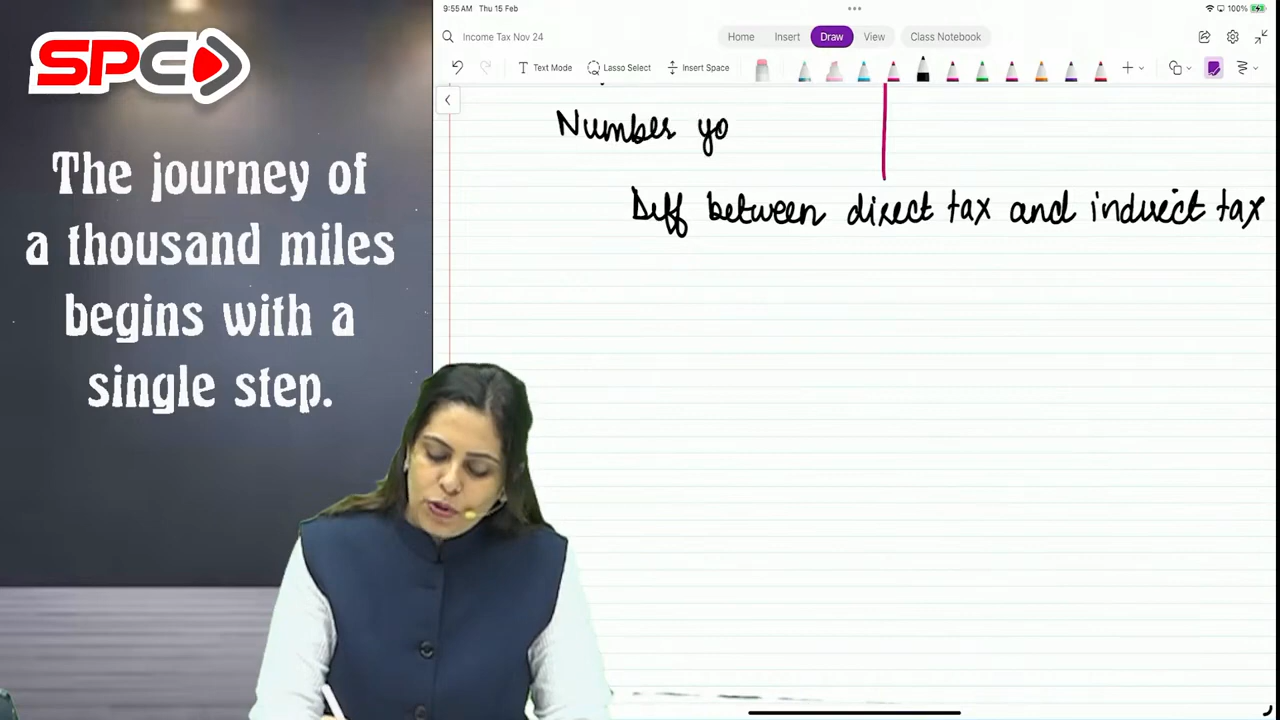 SPE
The journey of
a thousand miles
begins with a
single step.
9:55 AM Thu 15 Feb
100%
Income Tax Nov 24
Home Insert Draw View Class Notebook
Text Mode Lasso Select Insert Space
Number yo
Diff between direct tax and indirect tax